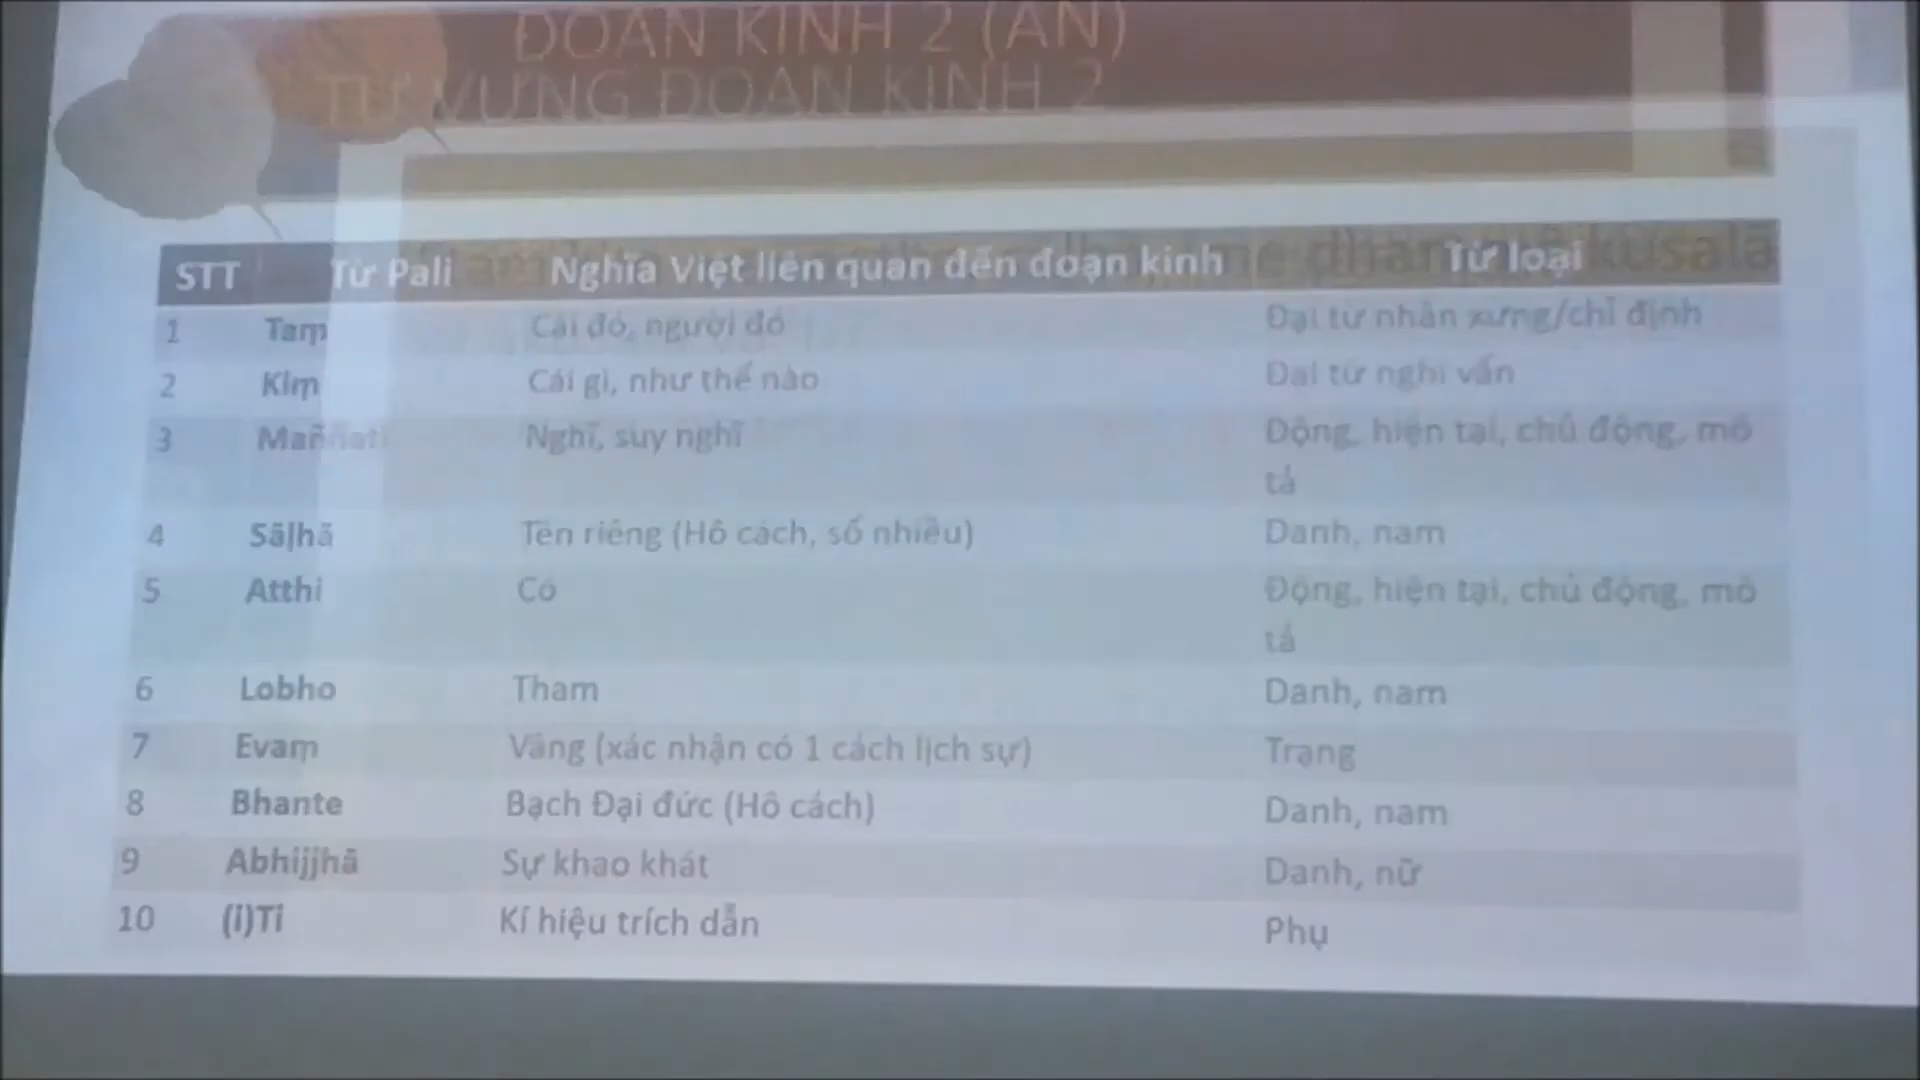 ĐOẠN KINH 2 (AN)
TỪ VỰNG ĐOẠN KINH 2
STT Từ Pali Nghĩa Việt liên quan đến đoạn kinh Từ loại
kusalā
1 Taṃ Cái đó, người đó Đại từ nhân xưng/chỉ định
2 Kiṃ Cái gì, như thế nào Đại từ nghi vấn
3 Maññati Nghĩ, suy nghĩ Động, hiện tại, chủ động, mô
tả
4 Sāḷhā Tên riêng (Hô cách, số nhiều) Danh, nam
5 Atthi Có Động, hiện tại, chủ động, mô
tả
6 Lobho Tham Danh, nam
7 Evaṃ Vâng (xác nhận có 1 cách lịch sự) Trạng
8 Bhante Bạch Đại đức (Hô cách) Danh, nam
9 Abhijjhā Sự khao khát Danh, nữ
10 (i)Ti Kí hiệu trích dẫn Phụ